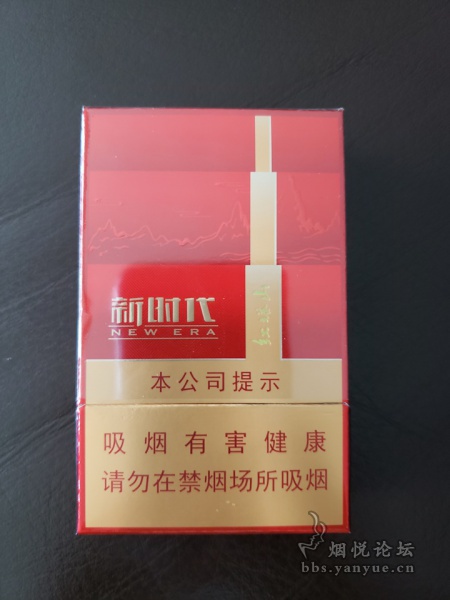 新时代
NEW ERA
本公司提示
吸烟有害健康
请勿在禁烟场所吸烟
烟悦论坛
bbs.yanyue.cn